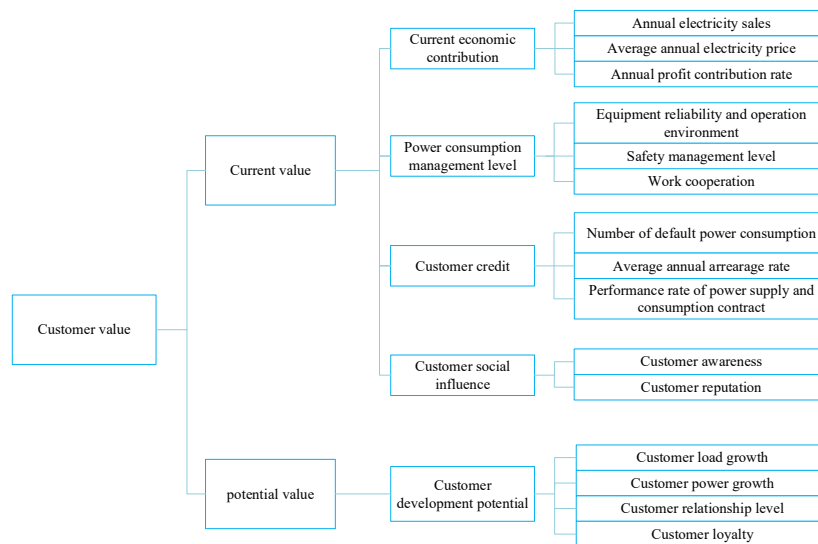 Annual electricity sales
Current economic
contribution
Average annual electricity price
Annual profit contribution rate
Equipment reliability and operation
environment
Current value
Power consumption
management level
Safety management level
Work cooperation
Number of default power consumption
Customer credit
Average annual arrearage rate
Performance rate of power supply and
consumption contract
Customer value
Customer social
influence
Customer awareness
Customer reputation
Customer load growth
potential value
Customer
development potential
Customer power growth
Customer relationship level
Customer loyalty